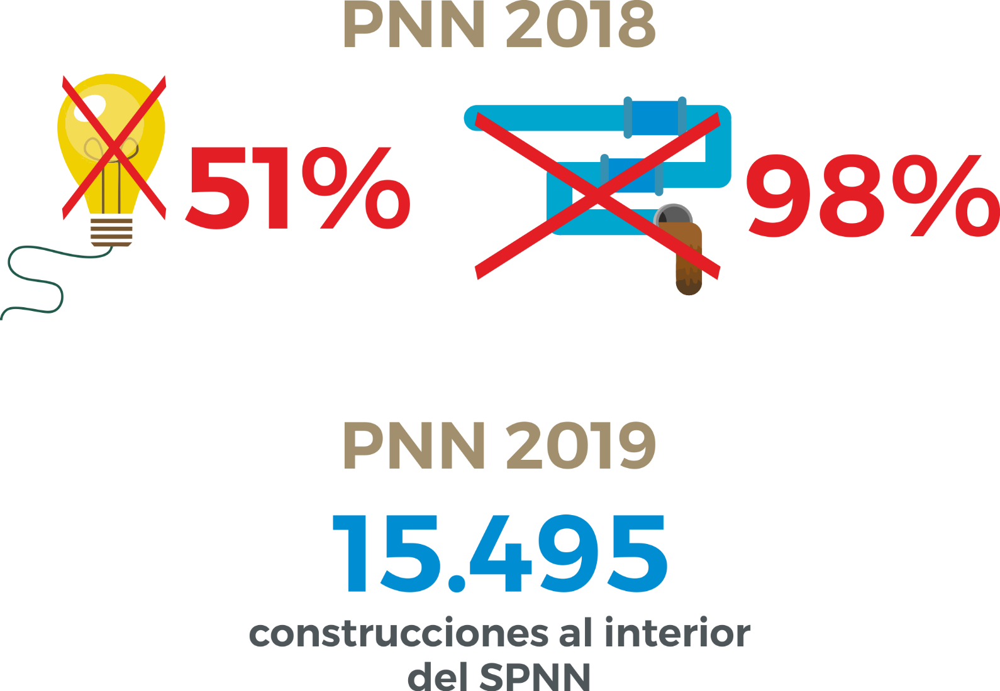 PNN 2018
51%
98%
PNN 2019
15.495
construcciones al interior
del SPNN